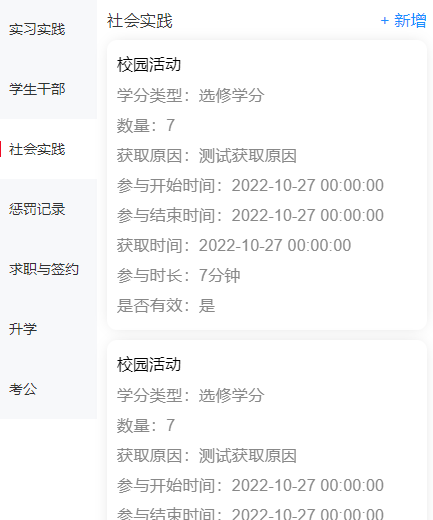 实习实践
学生干部
社会实践
惩罚记录
求职与签约
升学
考公
社会实践
+ 新增
校园活动
学分类型：选修学分
数量：7
获取原因：测试获取原因
参与开始时间：2022-10-27 00:00:00
参与结束时间：2022-10-27 00:00:00
获取时间：2022-10-27 00:00:00
参与时长：7分钟
是否有效：是
校园活动
学分类型：选修学分
数量：7
获取原因：测试获取原因
参与开始时间：2022-10-27 00:00:00
参与结束时间：2022-10-27 00:00:00